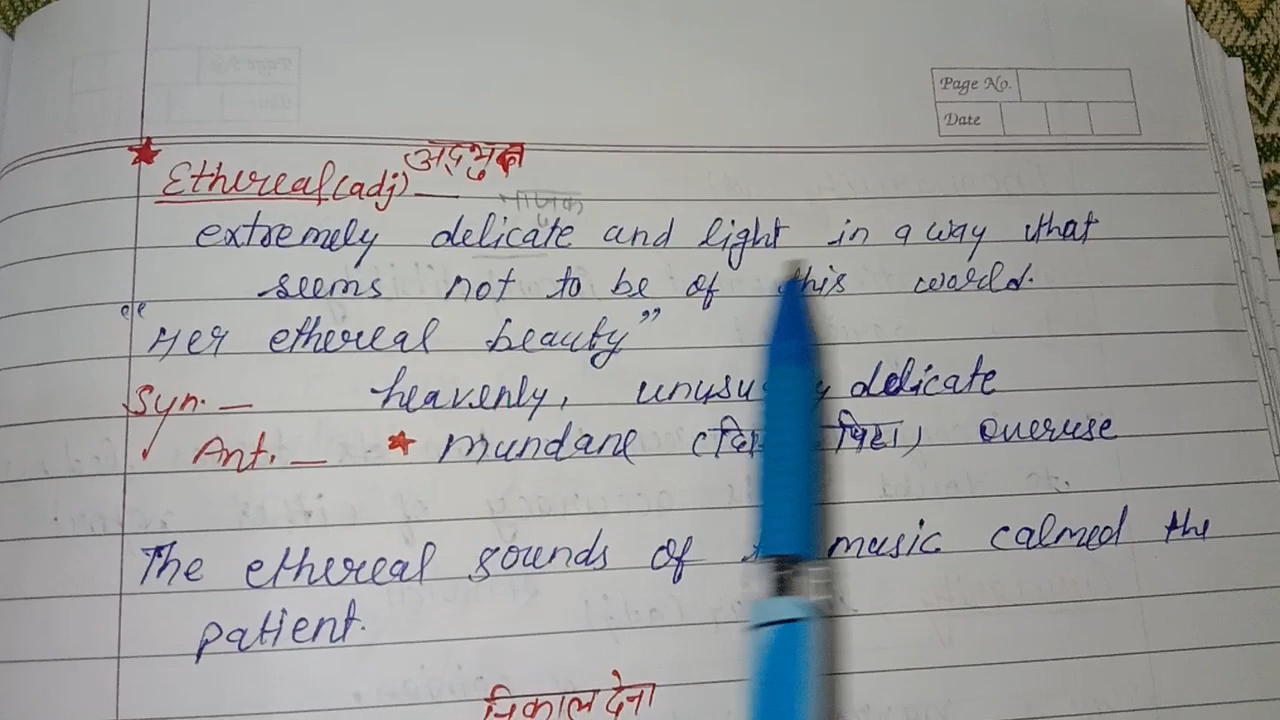 Page No.
Date
अद्भुत
Ethereal (adj) —
नाजुक
extremely delicate and light in a way that
seems not to be of this world.
"Her ethereal beauty"
Syn. — heavenly, delicate
Ant. — mundane ( ) overuse
The ethereal sounds of music calmed the
patient.
निकाल देना